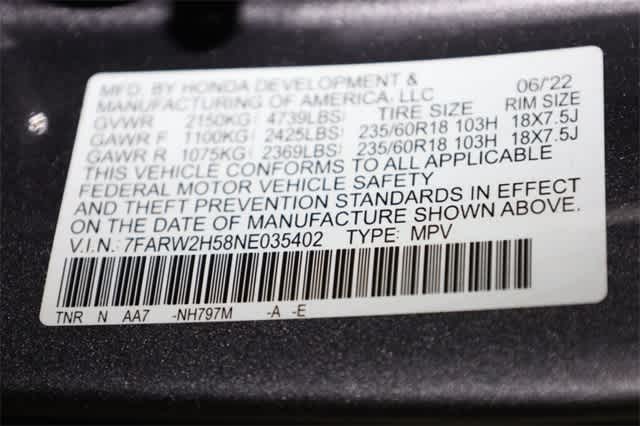 MFD. BY HONDA DEVELOPMENT & 06/22
MANUFACTURING OF AMERICA, LLC
TIRE SIZE RIM SIZE
GVWR 2150KG( 4739LBS)
GAWR F 1100KG( 2425LBS) 235/60R18 103H 18X7.5J
GAWR R 1075KG( 2369LBS) 235/60R18 103H 18X7.5J
THIS VEHICLE CONFORMS TO ALL APPLICABLE
FEDERAL MOTOR VEHICLE SAFETY
AND THEFT PREVENTION STANDARDS IN EFFECT
ON THE DATE OF MANUFACTURE SHOWN ABOVE.
V.I.N.: 7FARW2H58NE035402 TYPE: MPV
TNR N AA7 -NH797M -A -E